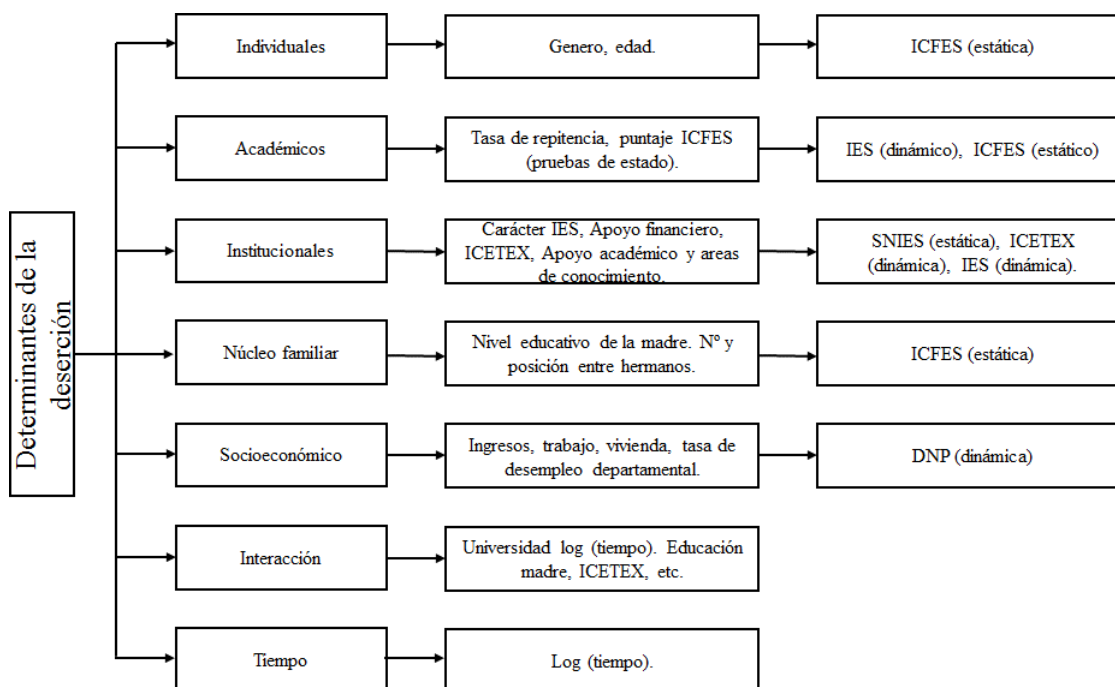 Determinantes de la
deserción
Individuales
Genero, edad.
ICFES (estática)
Académicos
Tasa de repitencia, puntaje ICFES
(pruebas de estado).
IES (dinámico), ICFES (estático)
Institucionales
Carácter IES, Apoyo financiero,
ICETEX, Apoyo académico y areas
de conocimiento.
SNIES (estática), ICETEX
(dinámica), IES (dinámica).
Núcleo familiar
Nivel educativo de la madre. Nº y
posición entre hermanos.
ICFES (estática)
Socioeconómico
Ingresos, trabajo, vivienda, tasa de
desempleo departamental.
DNP (dinámica)
Interacción
Universidad log (tiempo). Educación
madre, ICETEX, etc.
Tiempo
Log (tiempo).